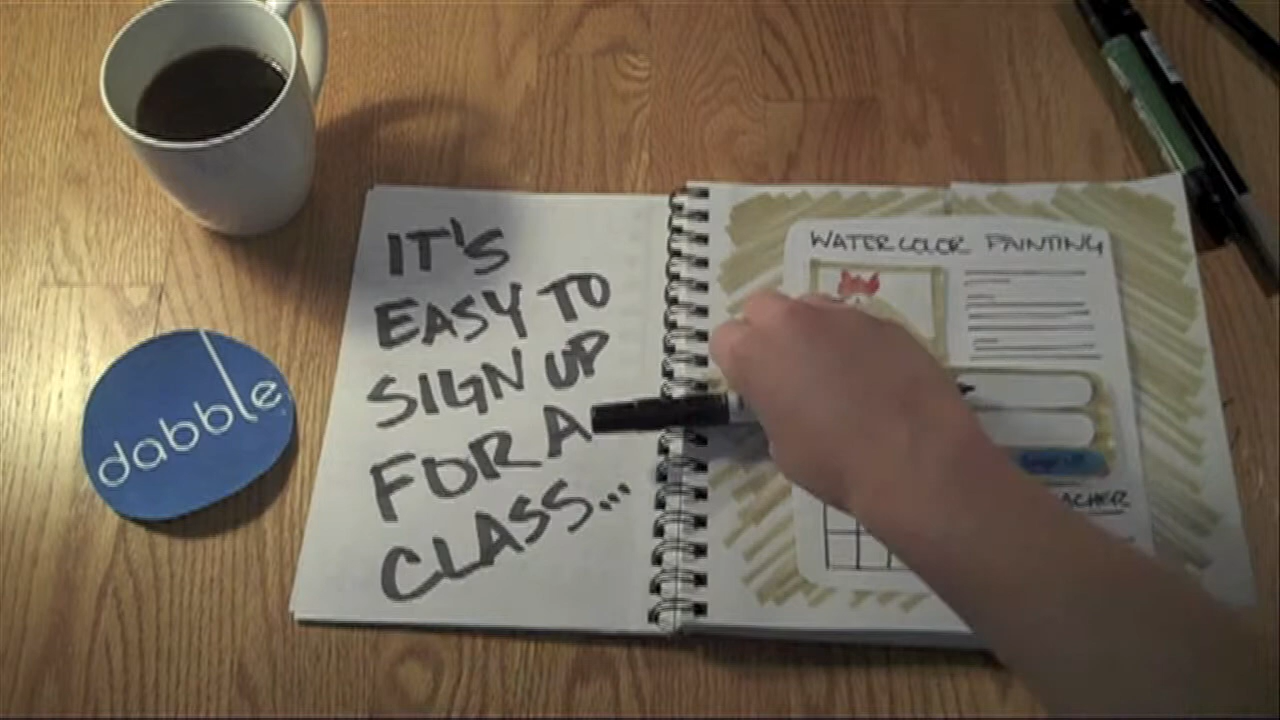 dabble
IT'S
EASY TO
SIGN UP
FOR A
CLASS...
WATERCOLOR PAINTING